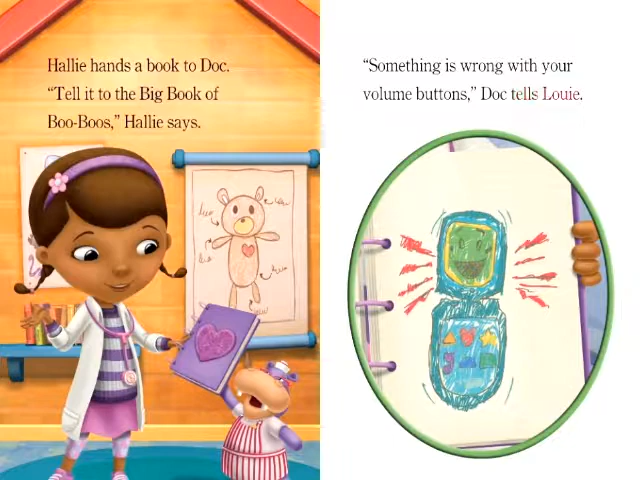 Hallie hands a book to Doc.
“Tell it to the Big Book of
Boo-Boos,” Hallie says.
“Something is wrong with your
volume buttons,” Doc tells Louie.